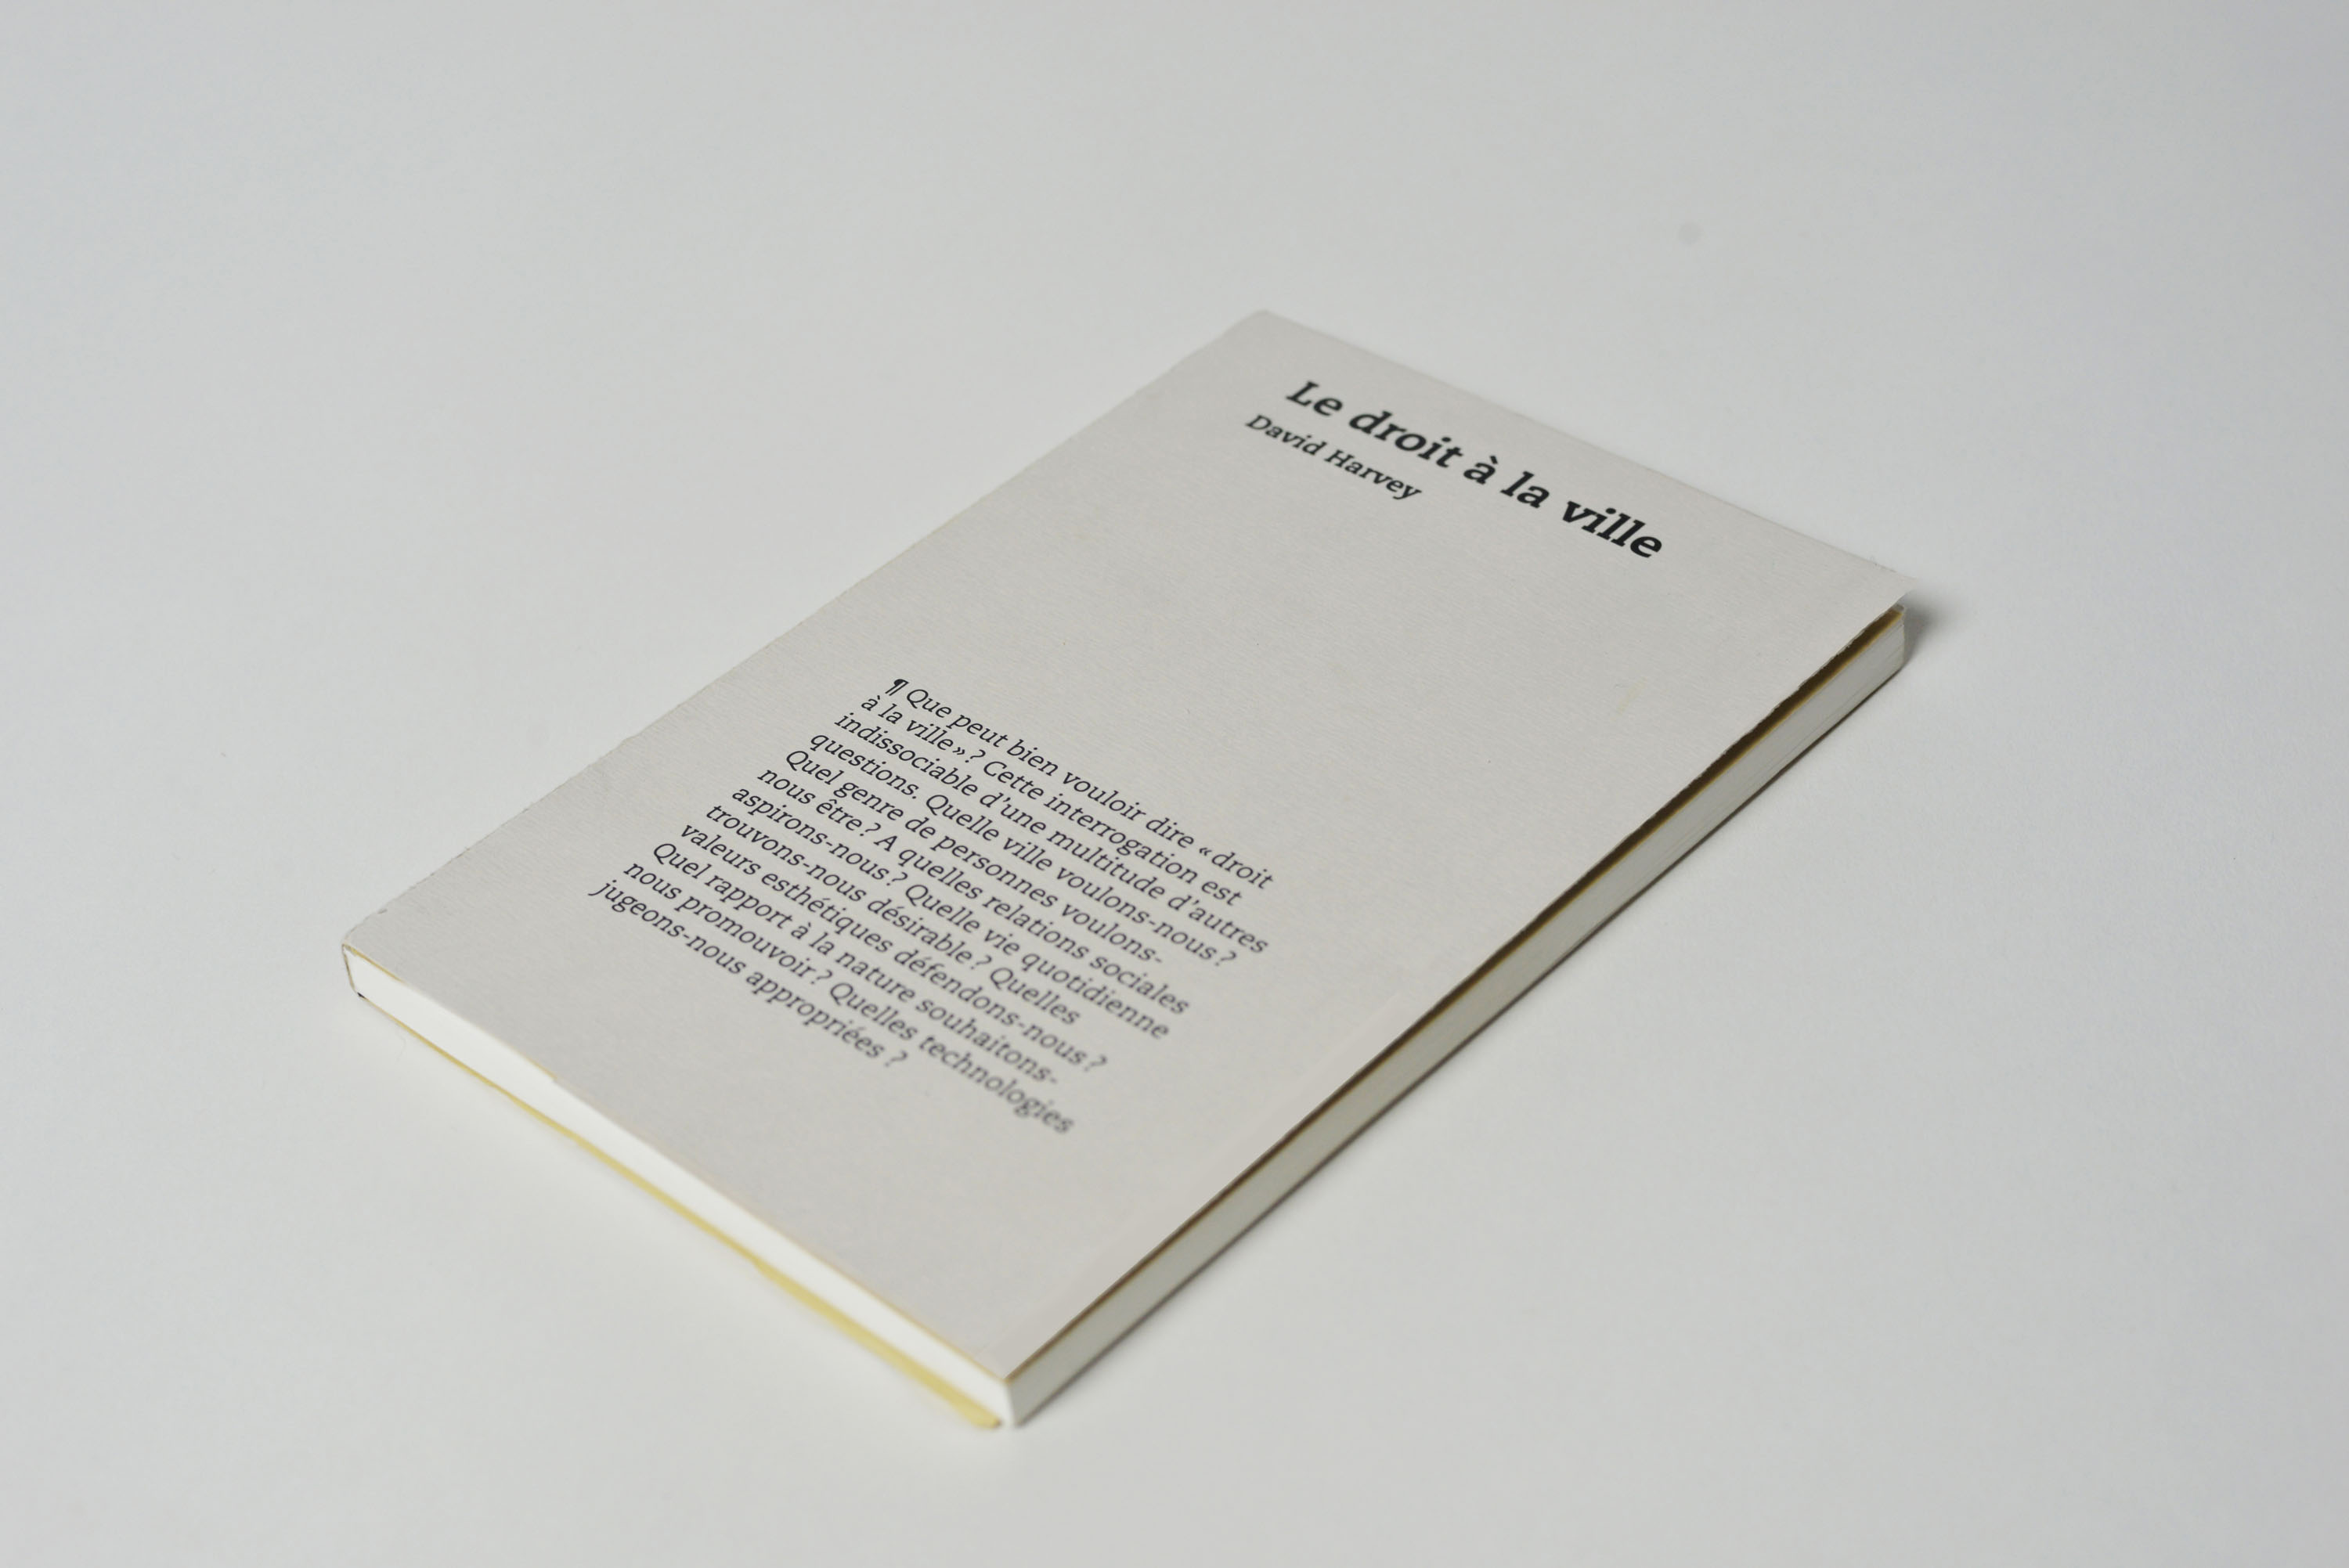 Le droit à la ville
David Harvey
¶ Que peut bien vouloir dire « droit
à la ville » ? Cette interrogation est
indissociable d'une multitude d'autres
questions. Quelle ville voulons-nous ?
Quel genre de personnes voulons-
nous être ? A quelles relations sociales
aspirons-nous ? Quelle vie quotidienne
trouvons-nous désirable ? Quelles
valeurs esthétiques défendons-nous ?
Quel rapport à la nature souhaitons-
nous promouvoir ? Quelles technologies
jugeons-nous appropriées ?